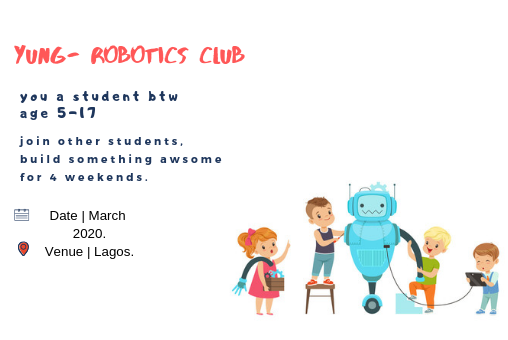 Yung- Robotics Club
you a student btw
age 5-17
join other students,
build something awsome
for 4 weekends.
Date | March
2020.
Venue | Lagos.